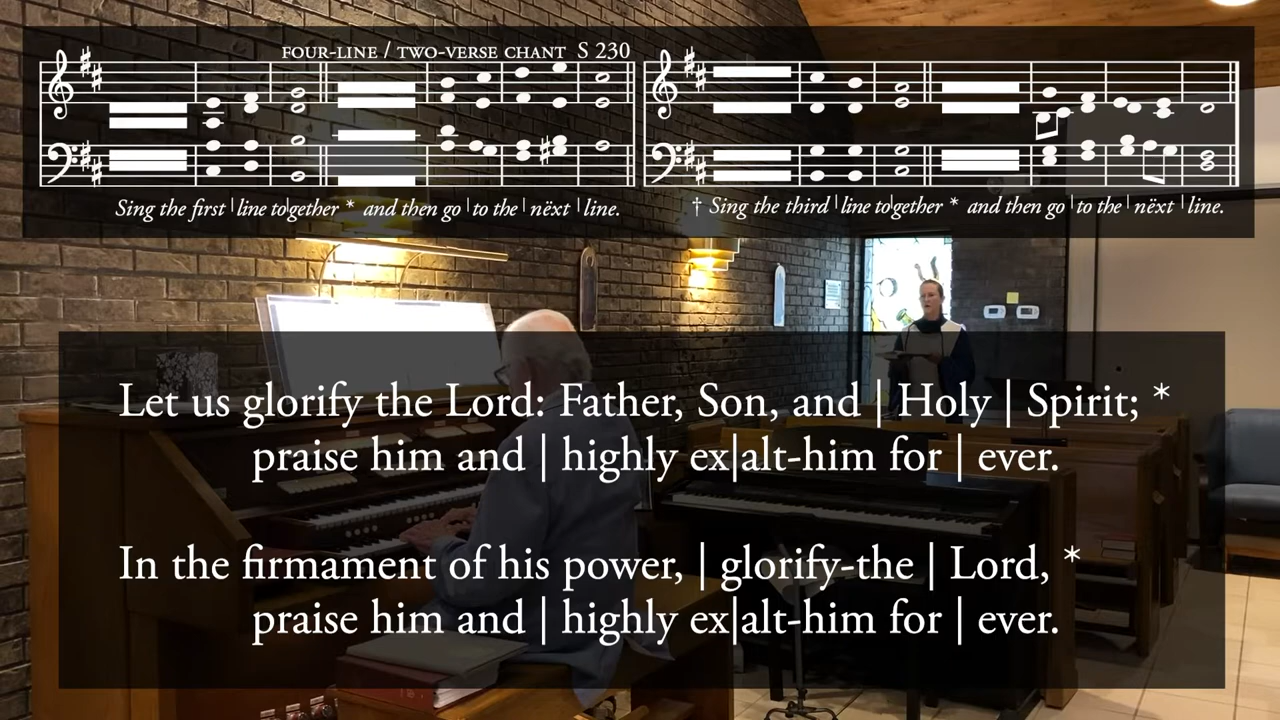 FOUR-LINE / TWO-VERSE CHANT S 230
Sing the first | line to|gether * and then go | to the | nëxt | line.
† Sing the third | line to|gether * and then go | to the | nëxt | line.
Let us glorify the Lord: Father, Son, and | Holy | Spirit; *
praise him and | highly ex|alt-him for | ever.
In the firmament of his power, | glorify-the | Lord, *
praise him and | highly ex|alt-him for | ever.